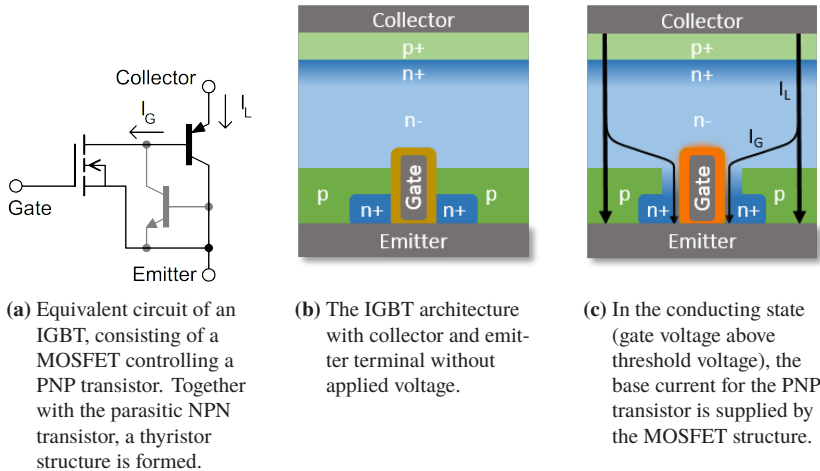 Collector
I_G
I_L
Gate
Emitter
(a) Equivalent circuit of an
IGBT, consisting of a
MOSFET controlling a
PNP transistor. Together
with the parasitic NPN
transistor, a thyristor
structure is formed.
Collector
p+
n+
n-
Gate
p
p
n+
n+
Emitter
(b) The IGBT architecture
with collector and emit-
ter terminal without
applied voltage.
Collector
p+
n+
I_L
n-
I_G
Gate
p
p
n+
n+
Emitter
(c) In the conducting state
(gate voltage above
threshold voltage), the
base current for the PNP
transistor is supplied by
the MOSFET structure.